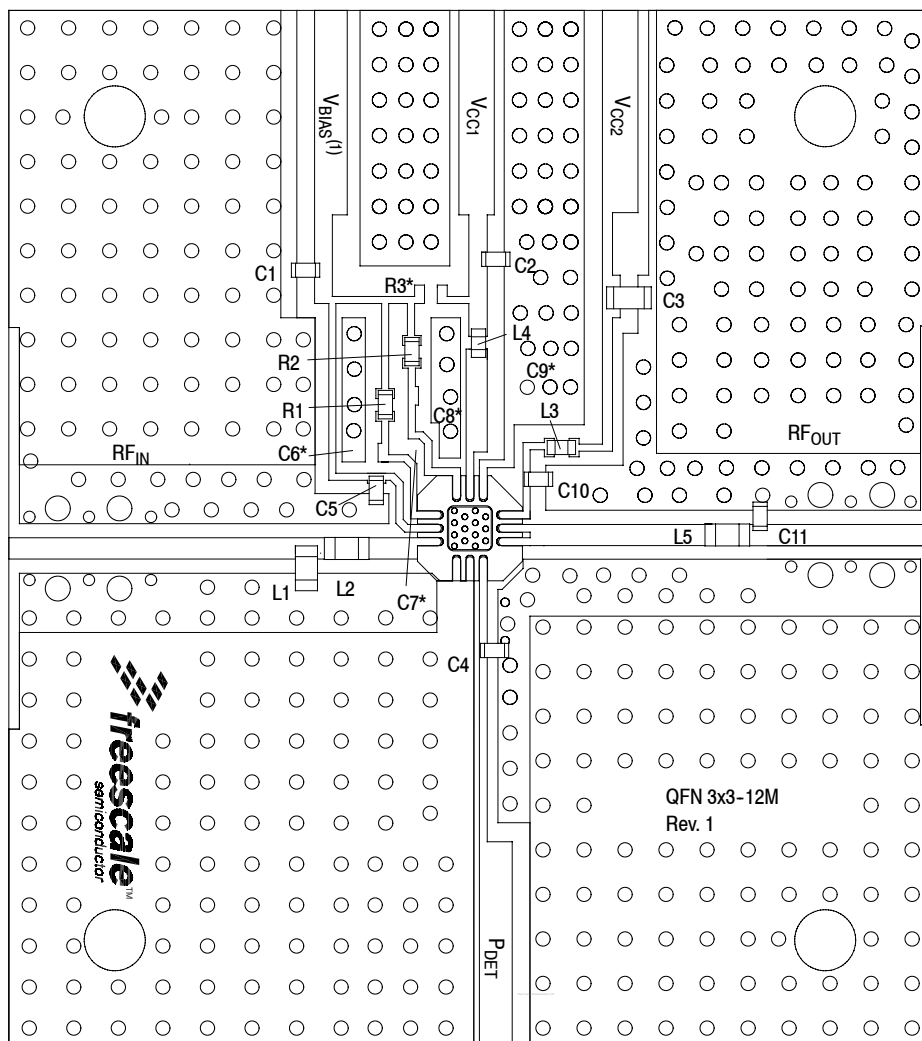 VBIAS(1)
VCC1
VCC2
C1
C2
R3*
C3
L4
R2
C9*
R1
C8*
L3
RFOUT
RFIN
C6*
C5
C10
L5
C11
L1
L2
C7*
C4
freescale™
semiconductor
QFN 3x3-12M
Rev. 1
PDET